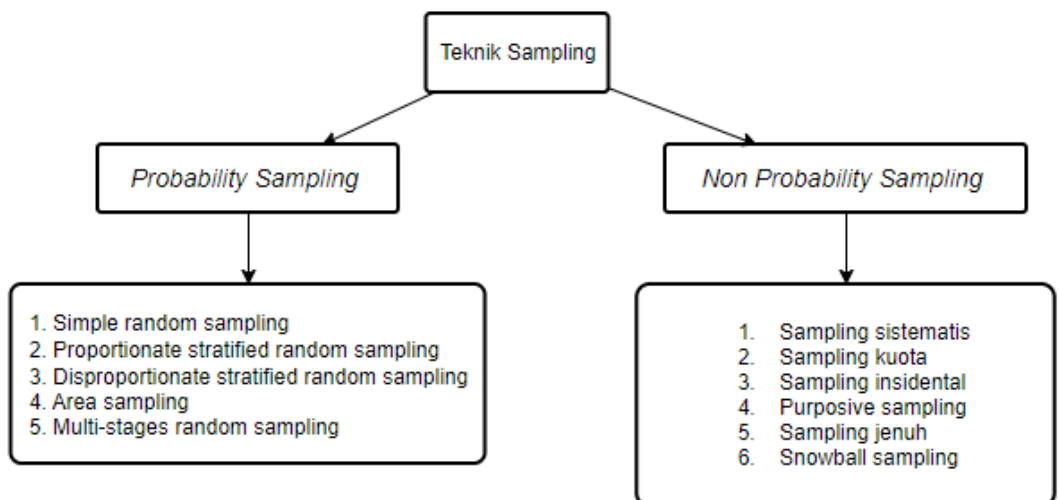 Teknik Sampling
Probability Sampling
Non Probability Sampling
1. Simple random sampling
2. Proportionate stratified random sampling
3. Disproportionate stratified random sampling
4. Area sampling
5. Multi-stages random sampling
1. Sampling sistematis
2. Sampling kuota
3. Sampling insidental
4. Purposive sampling
5. Sampling jenuh
6. Snowball sampling